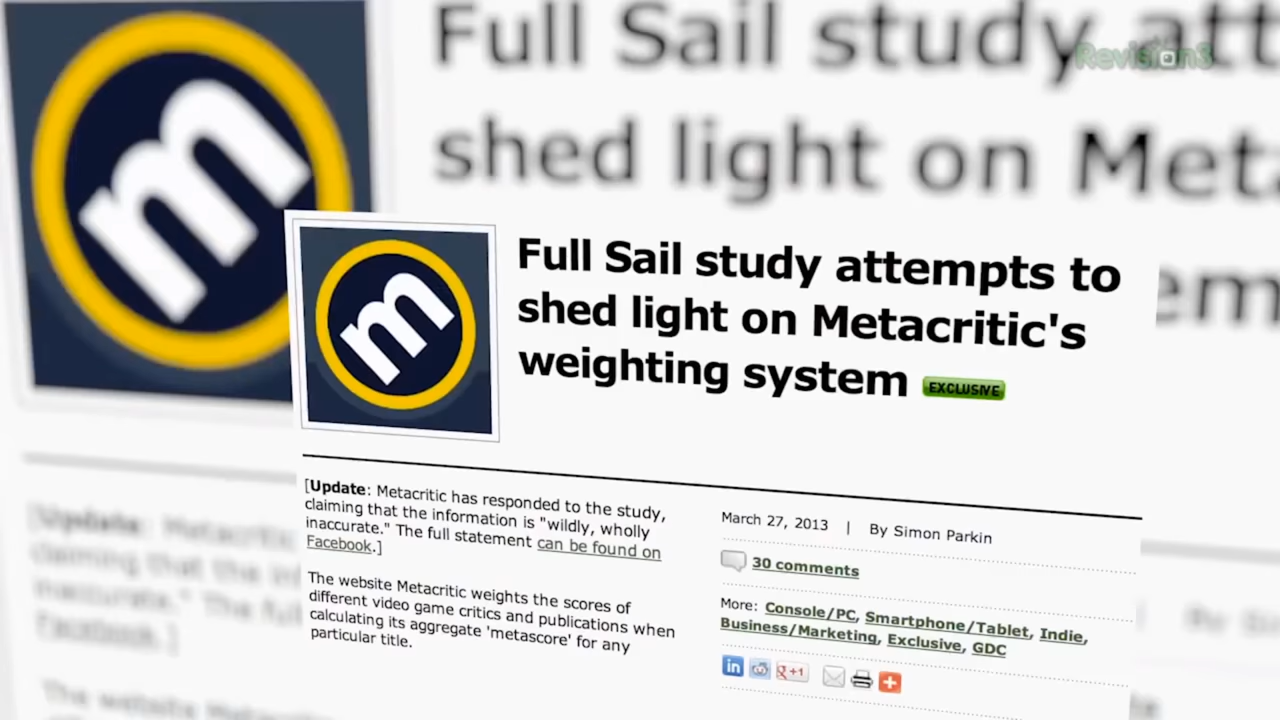 Full Sail study att
shed light on Meta
Revision3
m
m
Full Sail study attempts to
shed light on Metacritic's
weighting system EXCLUSIVE
[Update: Metacritic has responded to the study,
claiming that the information is "wildly, wholly
inaccurate." The full statement can be found on
Facebook.]
The website Metacritic weights the scores of
different video game critics and publications when
calculating its aggregate 'metascore' for any
particular title.
March 27, 2013 | By Simon Parkin
30 comments
More: Console/PC, Smartphone/Tablet, Indie,
Business/Marketing, Exclusive, GDC
in
g +1